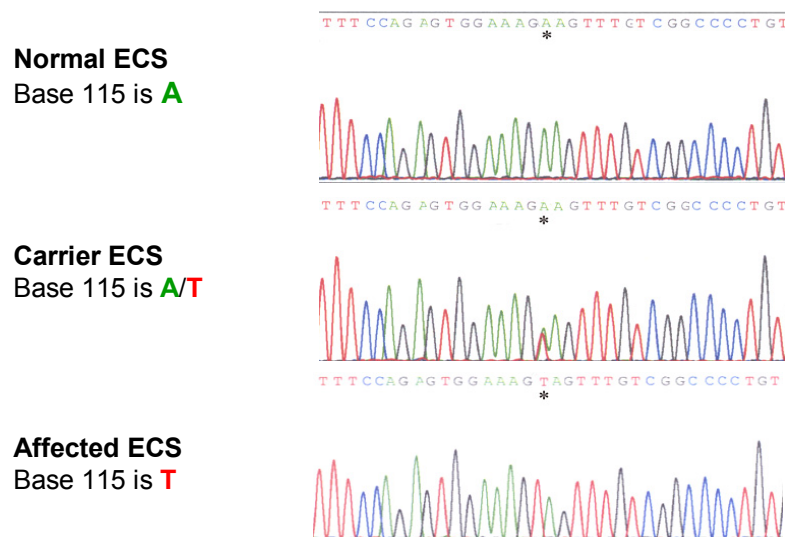 TTTCCAGAGTGGAAAGAAGTTTGTCGGCCCCTGT
*
Normal ECS
Base 115 is A
TTTCCAGAGTGGAAAGAAGTTTGTCGGCCCCTGT
*
Carrier ECS
Base 115 is A/T
TTTCCAGAGTGGAAAGTAGTTTGTCGGCCCCTGT
*
Affected ECS
Base 115 is T